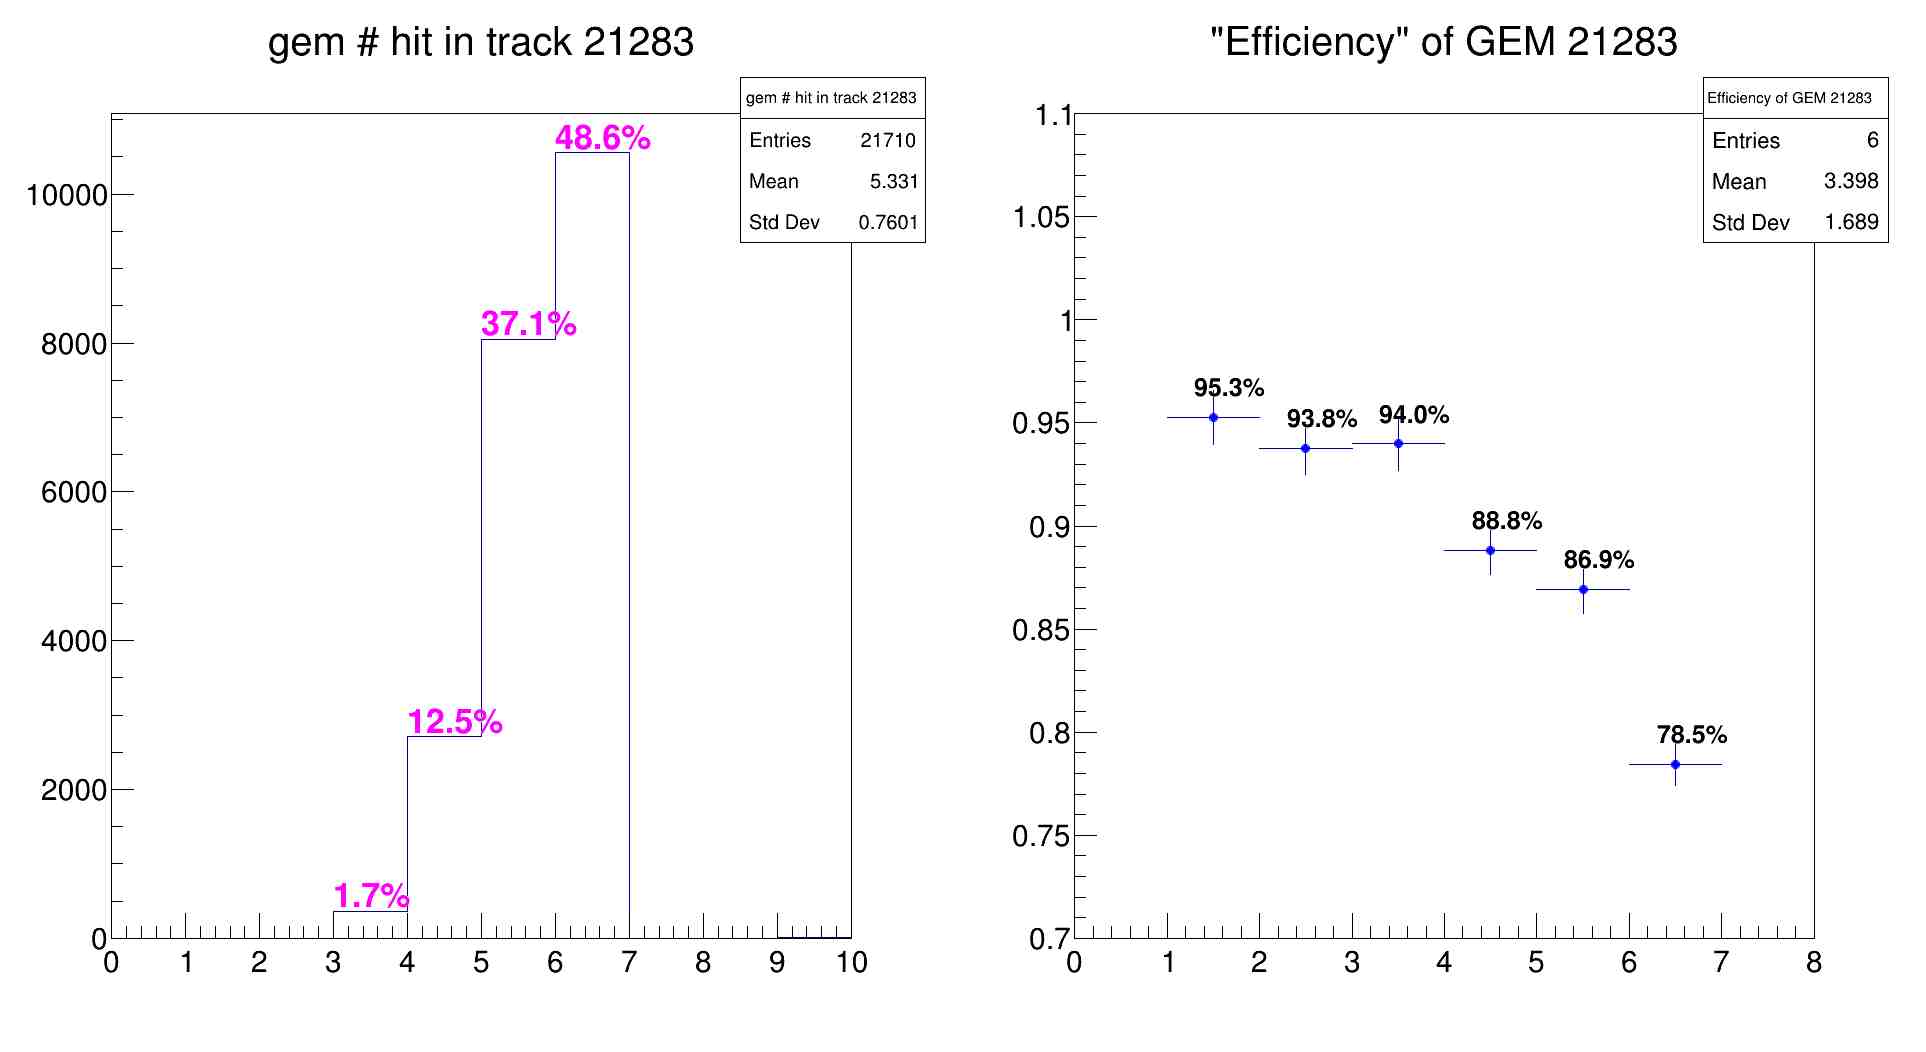 gem # hit in track 21283
gem # hit in track 21283
Entries 21710
Mean 5.331
Std Dev 0.7601
48.6%
37.1%
12.5%
1.7%
10000
8000
6000
4000
2000
0
0 1 2 3 4 5 6 7 8 9 10
"Efficiency" of GEM 21283
Efficiency of GEM 21283
Entries 6
Mean 3.398
Std Dev 1.689
1.1
1.05
1
0.95
0.9
0.85
0.8
0.75
0.7
95.3%
93.8%
94.0%
88.8%
86.9%
78.5%
0 1 2 3 4 5 6 7 8